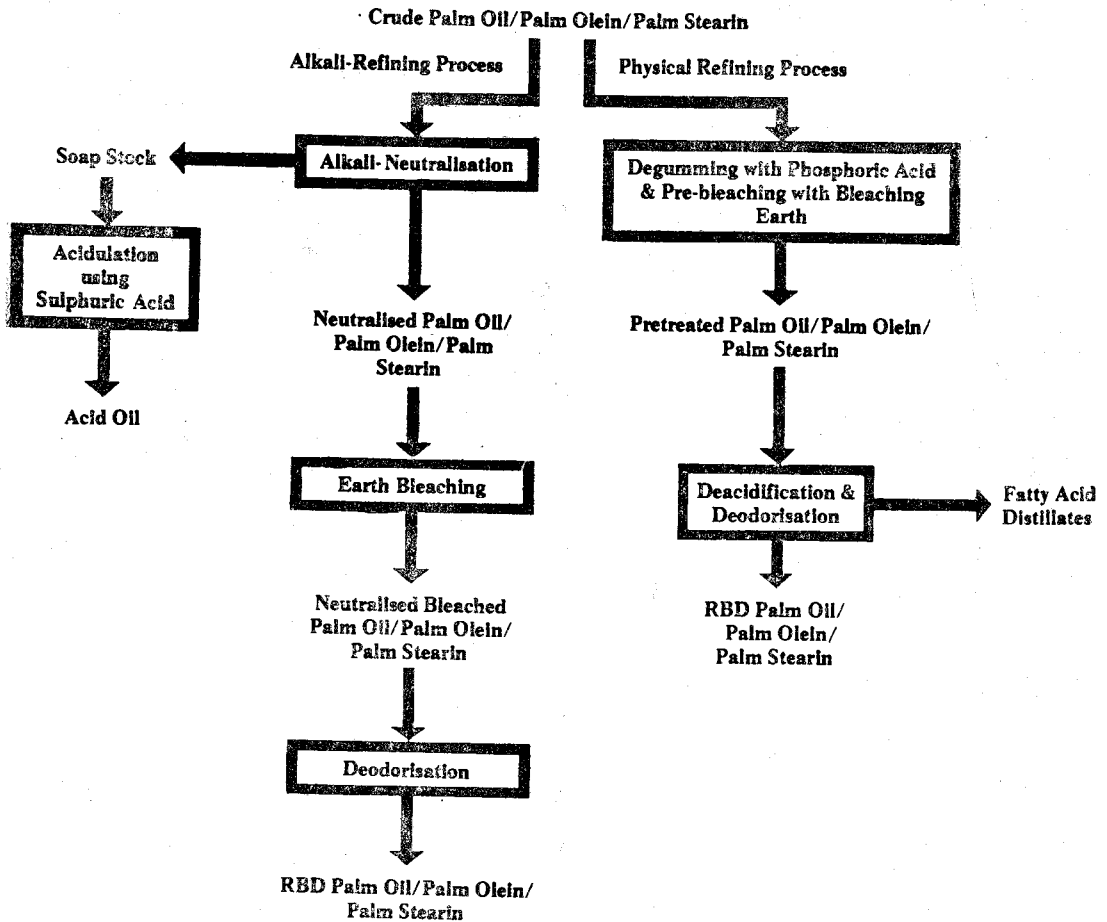 Crude Palm Oil/Palm Olein/Palm Stearin
Alkali-Refining Process
Physical Refining Process
Soap Stock
Alkali-Neutralisation
Degumming with Phosphoric Acid
& Pre-bleaching with Bleaching
Earth
Acidulation
using
Sulphuric Acid
Neutralised Palm Oil/
Palm Olein/Palm
Stearin
Pretreated Palm Oil/Palm Olein/
Palm Stearin
Acid Oil
Earth Bleaching
Deacidification &
Deodorisation
Fatty Acid
Distillates
Neutralised Bleached
Palm Oil/Palm Olein/
Palm Stearin
RBD Palm Oil/
Palm Olein/
Palm Stearin
Deodorisation
RBD Palm Oil/Palm Olein/
Palm Stearin